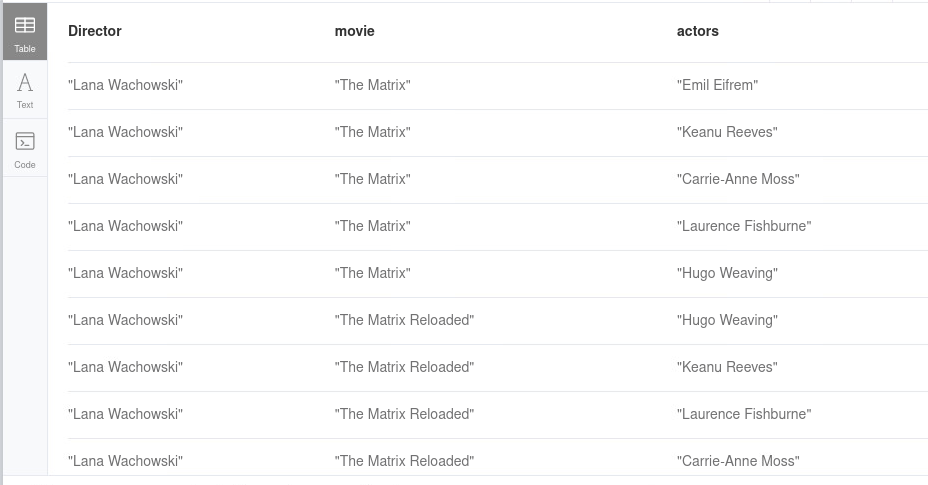 Director movie actors
Table
"Lana Wachowski" "The Matrix" "Emil Eifrem"
Text
"Lana Wachowski" "The Matrix" "Keanu Reeves"
Code
"Lana Wachowski" "The Matrix" "Carrie-Anne Moss"
"Lana Wachowski" "The Matrix" "Laurence Fishburne"
"Lana Wachowski" "The Matrix" "Hugo Weaving"
"Lana Wachowski" "The Matrix Reloaded" "Hugo Weaving"
"Lana Wachowski" "The Matrix Reloaded" "Keanu Reeves"
"Lana Wachowski" "The Matrix Reloaded" "Laurence Fishburne"
"Lana Wachowski" "The Matrix Reloaded" "Carrie-Anne Moss"